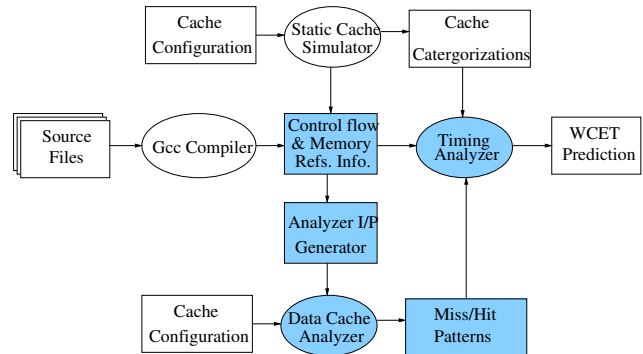 Cache
Configuration
Static Cache
Simulator
Cache
Catergorizations
Source
Files
Gcc Compiler
Control flow
& Memory
Refs. Info.
Timing
Analyzer
WCET
Prediction
Analyzer I/P
Generator
Cache
Configuration
Data Cache
Analyzer
Miss/Hit
Patterns